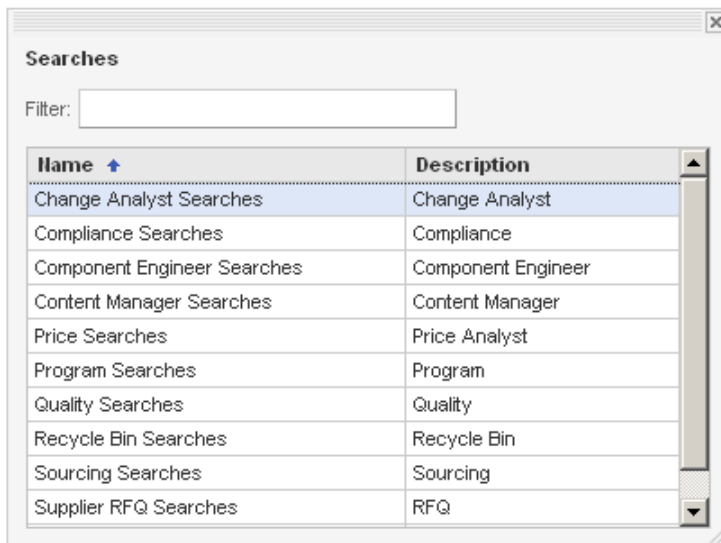 Searches
Filter:
Name Description
Change Analyst Searches Change Analyst
Compliance Searches Compliance
Component Engineer Searches Component Engineer
Content Manager Searches Content Manager
Price Searches Price Analyst
Program Searches Program
Quality Searches Quality
Recycle Bin Searches Recycle Bin
Sourcing Searches Sourcing
Supplier RFQ Searches RFQ